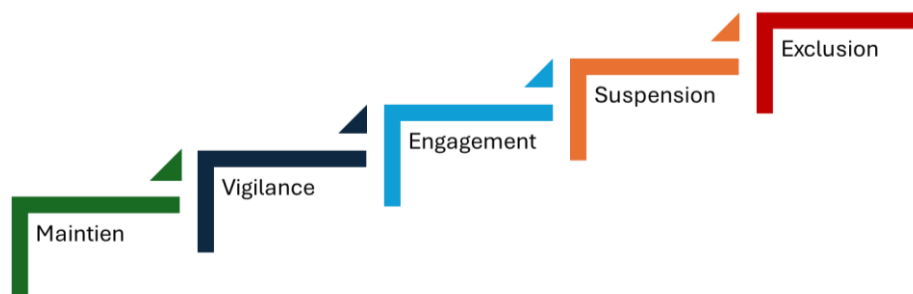 Maintien
Vigilance
Engagement
Suspension
Exclusion